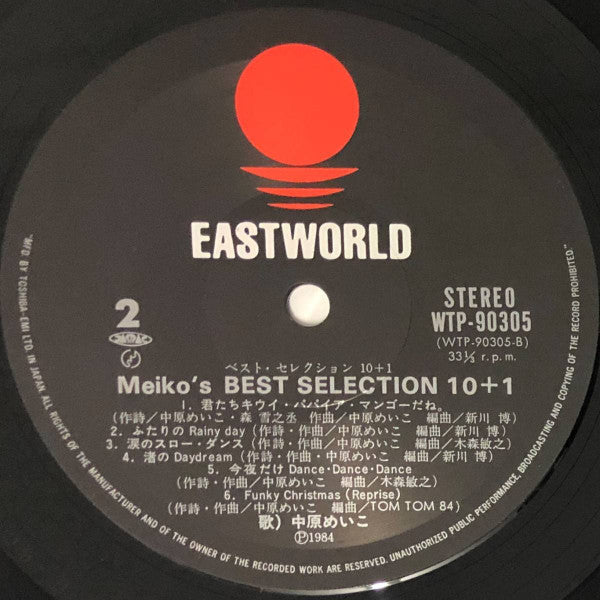 EASTWORLD
2
STEREO
WTP-90305
(WTP-90305-B)
33⅓ r.p.m.
ベスト・セレクション 10+1
Meiko's BEST SELECTION 10+1
1. 君たちキウイ・パパイア・マンゴーだね。
(作詩/中原めいこ・森 雪之丞 作曲/中原めいこ 編曲/新川 博)
2. ふたりの Rainy day (作詩・作曲/中原めいこ 編曲/新川 博)
3. 涙のスロー・ダンス (作詩・作曲/中原めいこ 編曲/木森敏之)
4. 渚の Daydream (作詩・作曲/中原めいこ 編曲/新川 博)
5. 今夜だけ Dance・Dance・Dance
(作詩・作曲/中原めいこ 編曲/木森敏之)
6. Funky Christmas (Reprise)
(作詩・作曲/中原めいこ 編曲/TOM TOM 84)
歌) 中原めいこ
Ⓟ1984
"MF'D BY TOSHIBA-EMI LTD. IN JAPAN ALL RIGHTS OF THE MANUFACTURER AND OF THE OWNER OF THE RECORDED WORK ARE RESERVED. UNAUTHORIZED PUBLIC PERFORMANCE, BROADCASTING AND COPYING OF THE RECORD PROHIBITED."